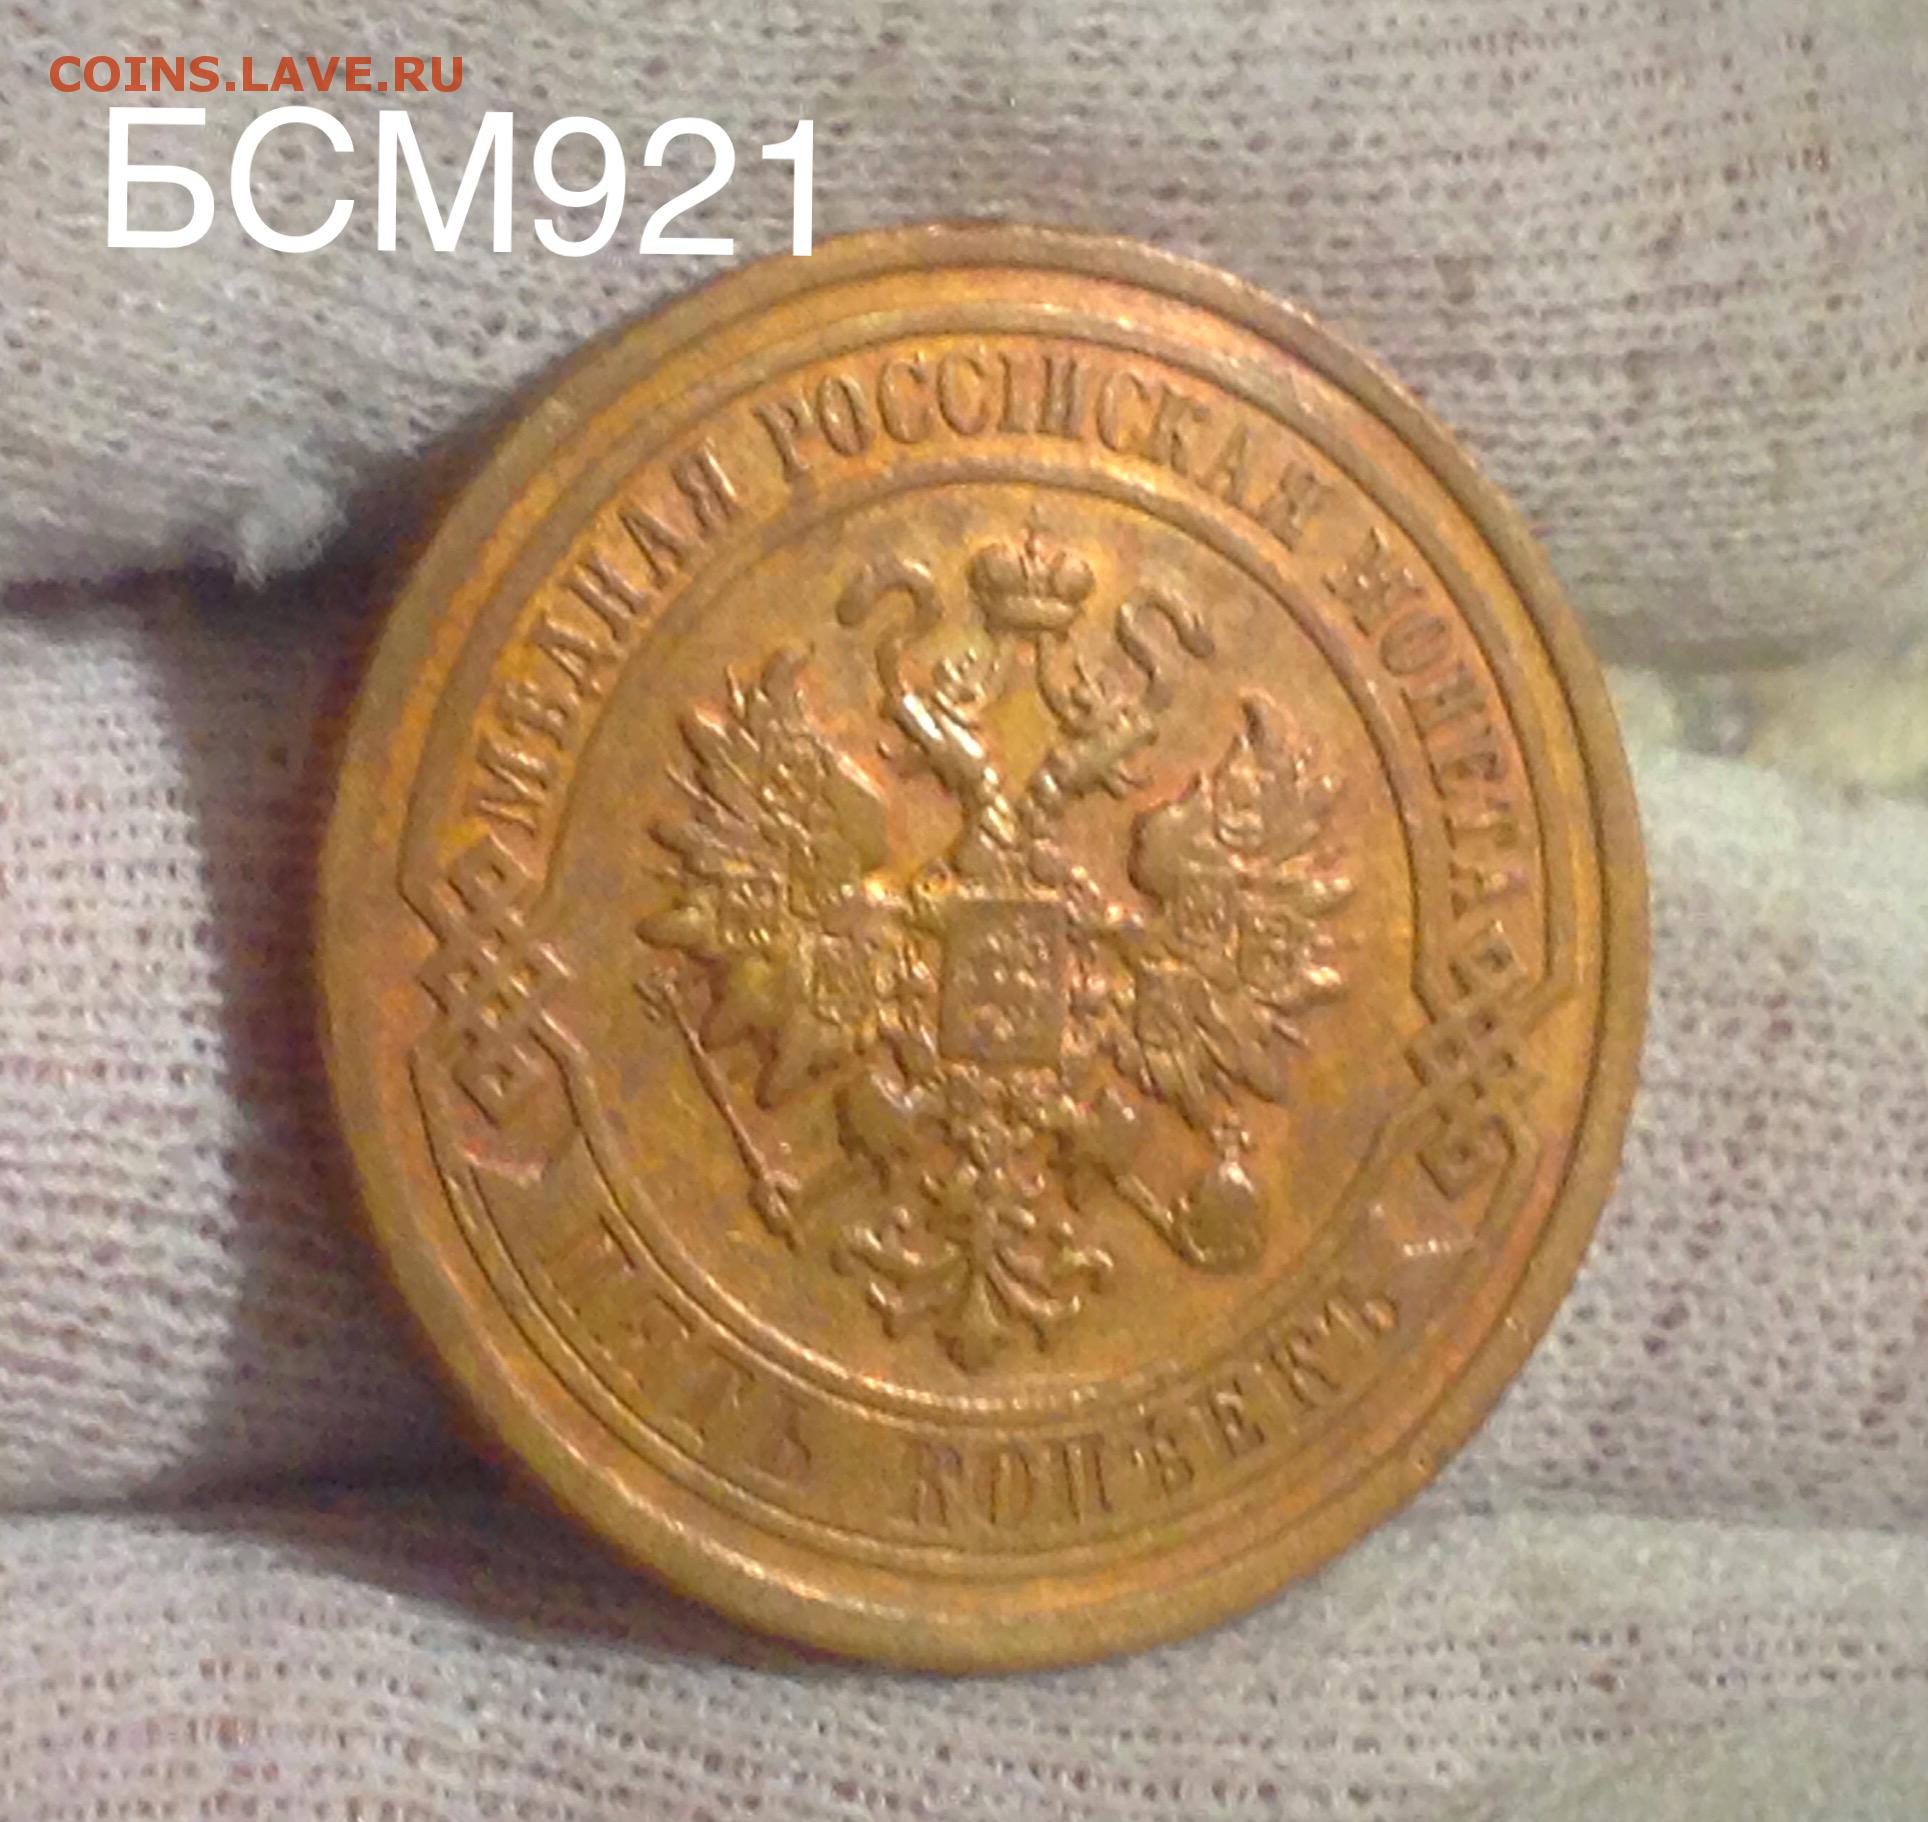 COINS.LAVE.RU
БСМ921
МѢДНАЯ РОССІЙСКАЯ МОНЕТА
ПЯТЬ КОПѢЕКЪ